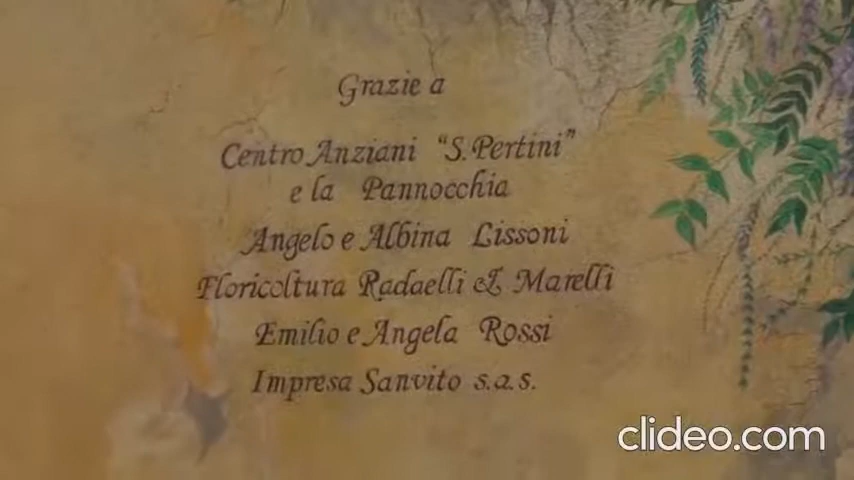 Grazie a
Centro Anziani "S. Pertini"
e la Pannocchia
Angelo e Albina Lissoni
Floricoltura Radaelli & Marelli
Emilio e Angela Rossi
Impresa Sanvito s.a.s.
clideo.com